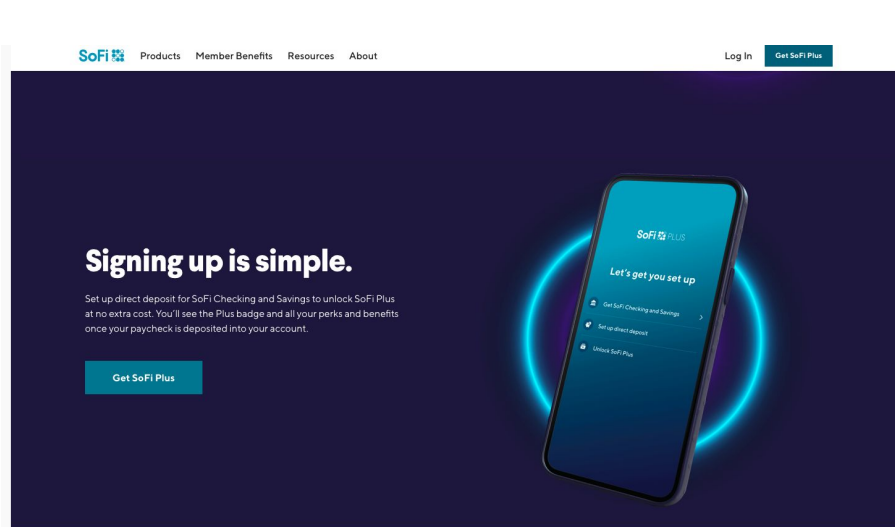 SoFi Products Member Benefits Resources About Log In Get SoFi Plus
Signing up is simple.
Set up direct deposit for SoFi Checking and Savings to unlock SoFi Plus
at no extra cost. You'll see the Plus badge and all your perks and benefits
once your paycheck is deposited into your account.
Get SoFi Plus
SoFi PLUS
Let's get you set up
Get SoFi Checking and Savings
Set up direct deposit
Unlock SoFi Plus